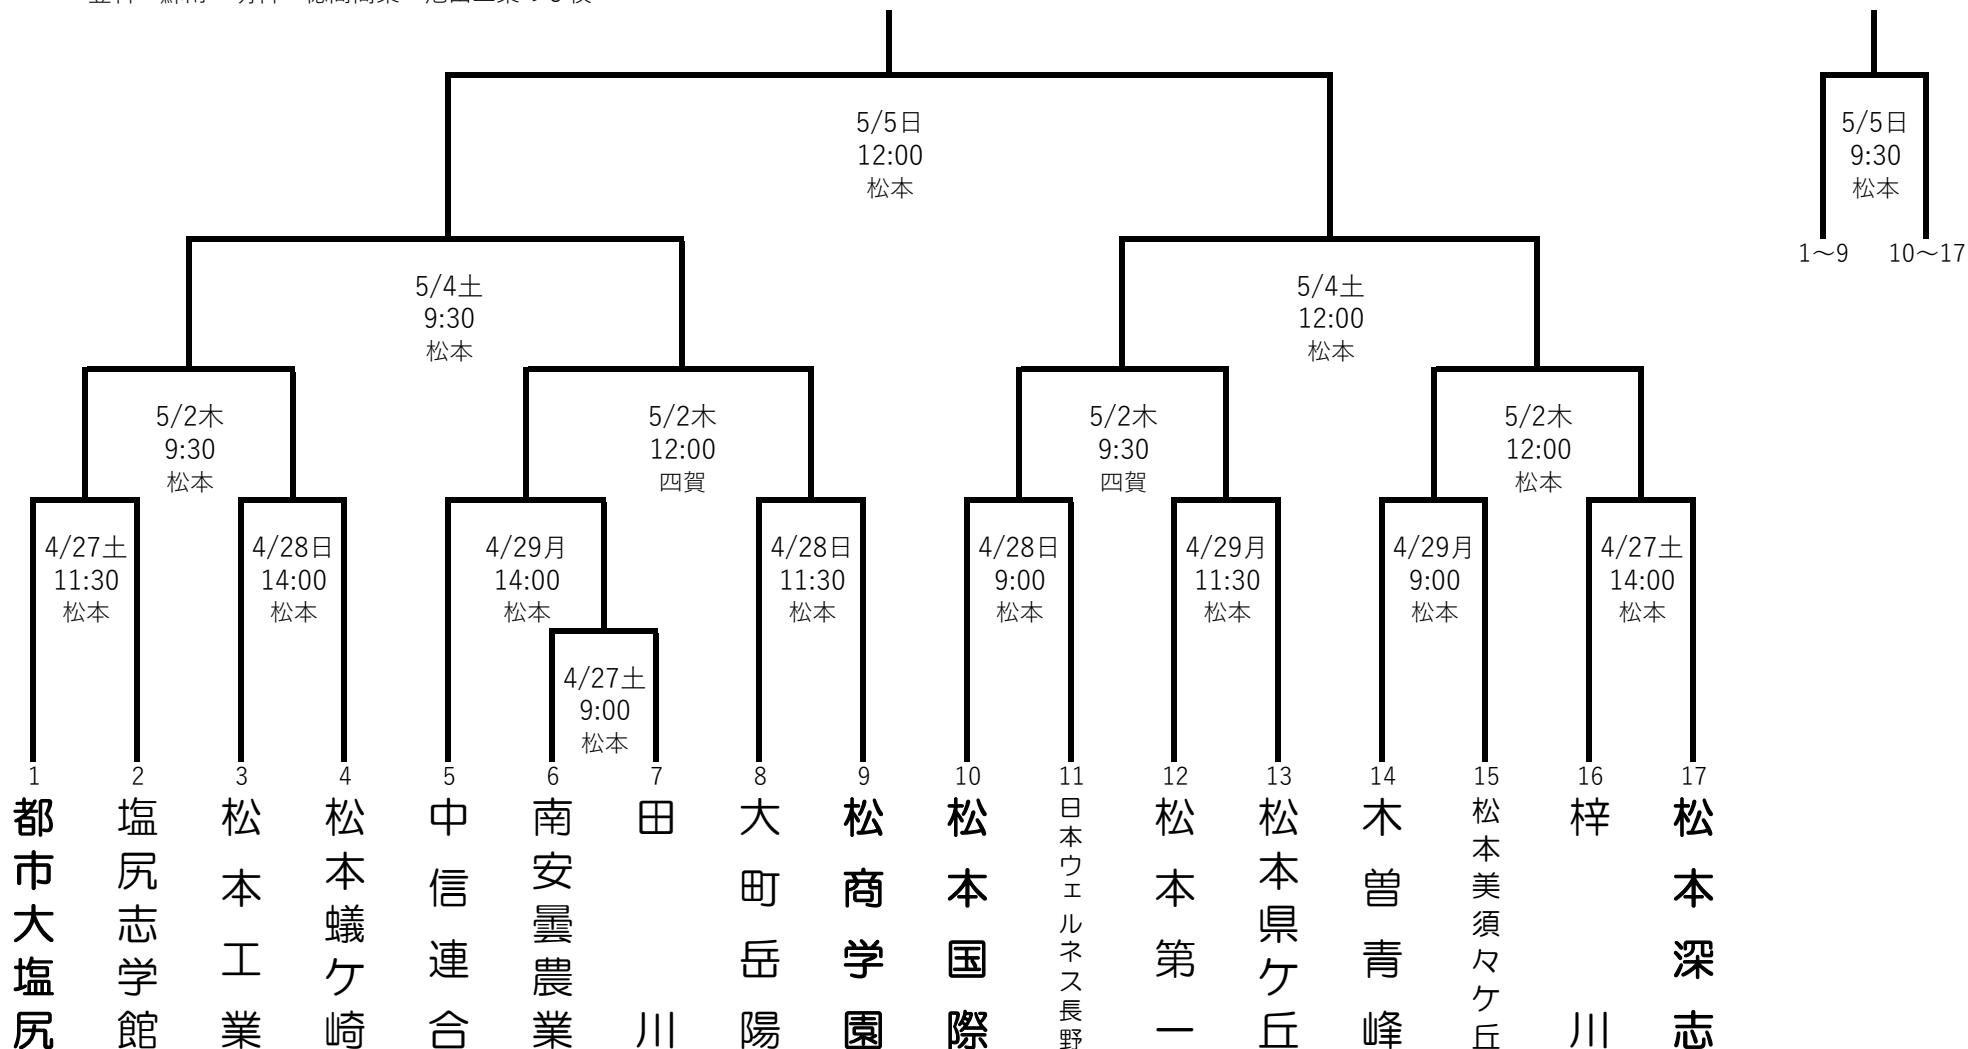 5/5日
12:00
松本
5/5日
9:30
松本
1～9
10～17
5/4土
9:30
松本
5/4土
12:00
松本
5/2木
9:30
松本
5/2木
12:00
四賀
5/2木
9:30
四賀
5/2木
12:00
松本
4/27土
11:30
松本
4/28日
14:00
松本
4/29月
14:00
松本
4/28日
11:30
松本
4/28日
9:00
松本
4/29月
11:30
松本
4/29月
9:00
松本
4/27土
14:00
松本
4/27土
9:00
松本
1
都市大塩尻
2
塩尻志学館
3
松本工業
4
松本蟻ケ崎
5
中信連合
6
南安曇農業
7
田川
8
大町岳陽
9
松商学園
10
松本国際
11
日本ウェルネス長野
12
松本第一
13
松本県ケ丘
14
木曽青峰
15
松本美須々ケ丘
16
梓川
17
松本深志